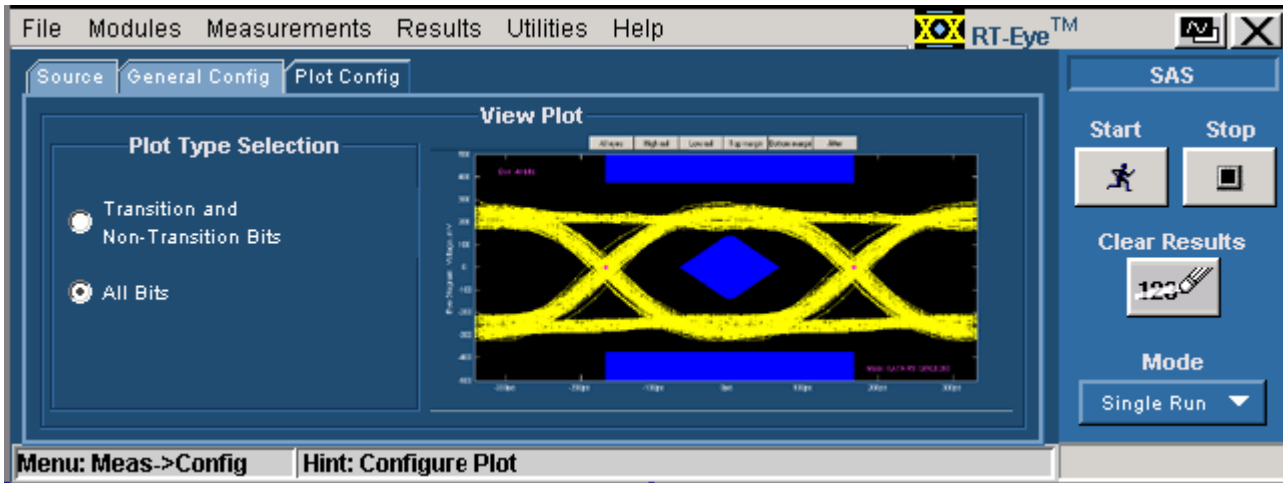 File Modules Measurements Results Utilities Help
RT-Eye™
Source General Config Plot Config
SAS
View Plot
Plot Type Selection
Transition and
Non-Transition Bits
All Bits
Start Stop
Clear Results
123
Mode
Single Run
Menu: Meas->Config
Hint: Configure Plot